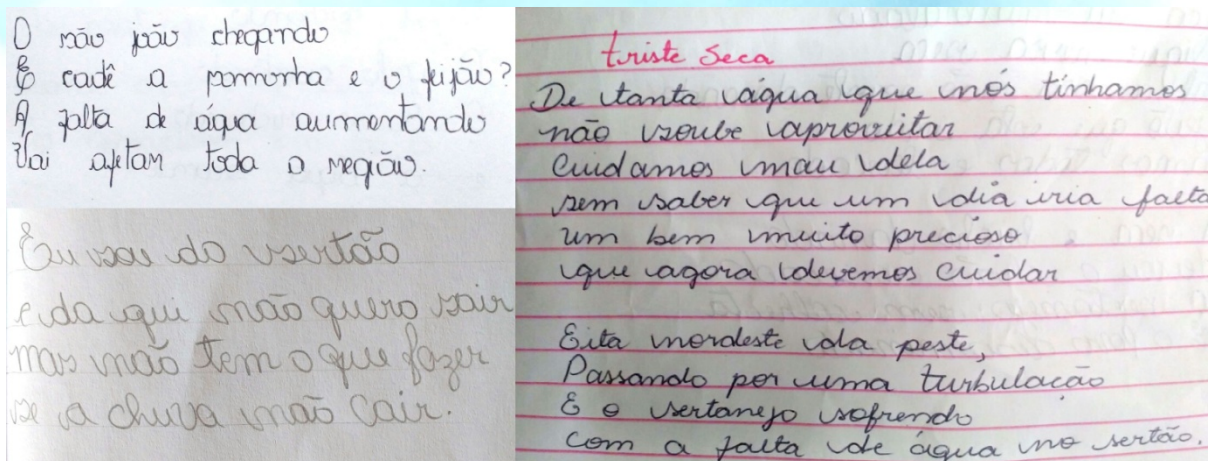 O são joão chegando
E cadê a pamonha e o feijão?
A falta de água aumentando
Vai afetar toda a região.
Eu sou do sertão
e da qui não quero sair
mas não tem o que fazer
se a chuva não cair.
triste seca
De tanta água que nós tínhamos
não soube aproveitar
Cuidamos mau dela
sem saber que um dia iria falta
um bem muito precioso
que agora devemos cuidar
Eita nordeste da peste,
Passando por uma turbulação
E o sertanejo sofrendo
com a falta de água no sertão.